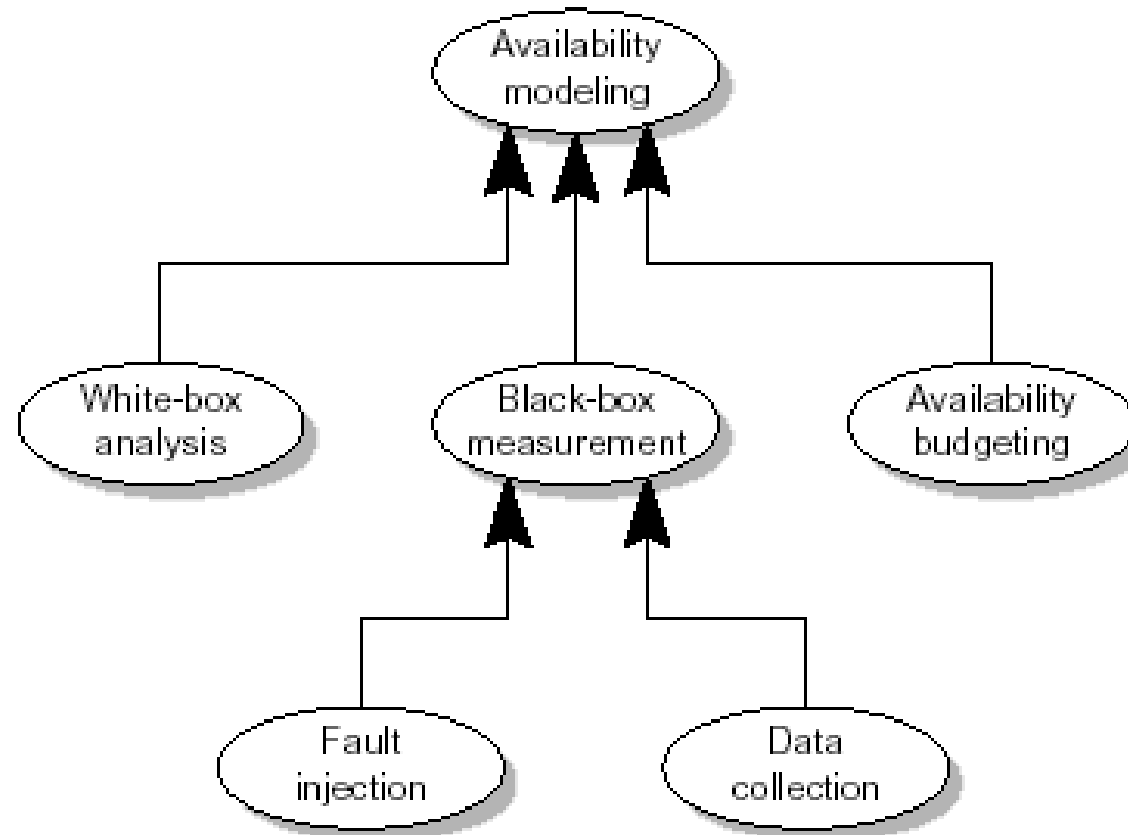 Availability
modeling
White-box
analysis
Black-box
measurement
Availability
budgeting
Fault
injection
Data
collection